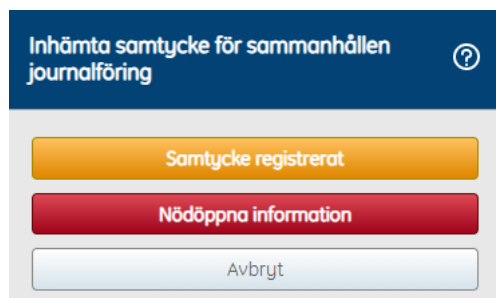 Inhämta samtycke för sammanhållen
journalföring
?
Samtycke registrerat
Nödöppna information
Avbryt